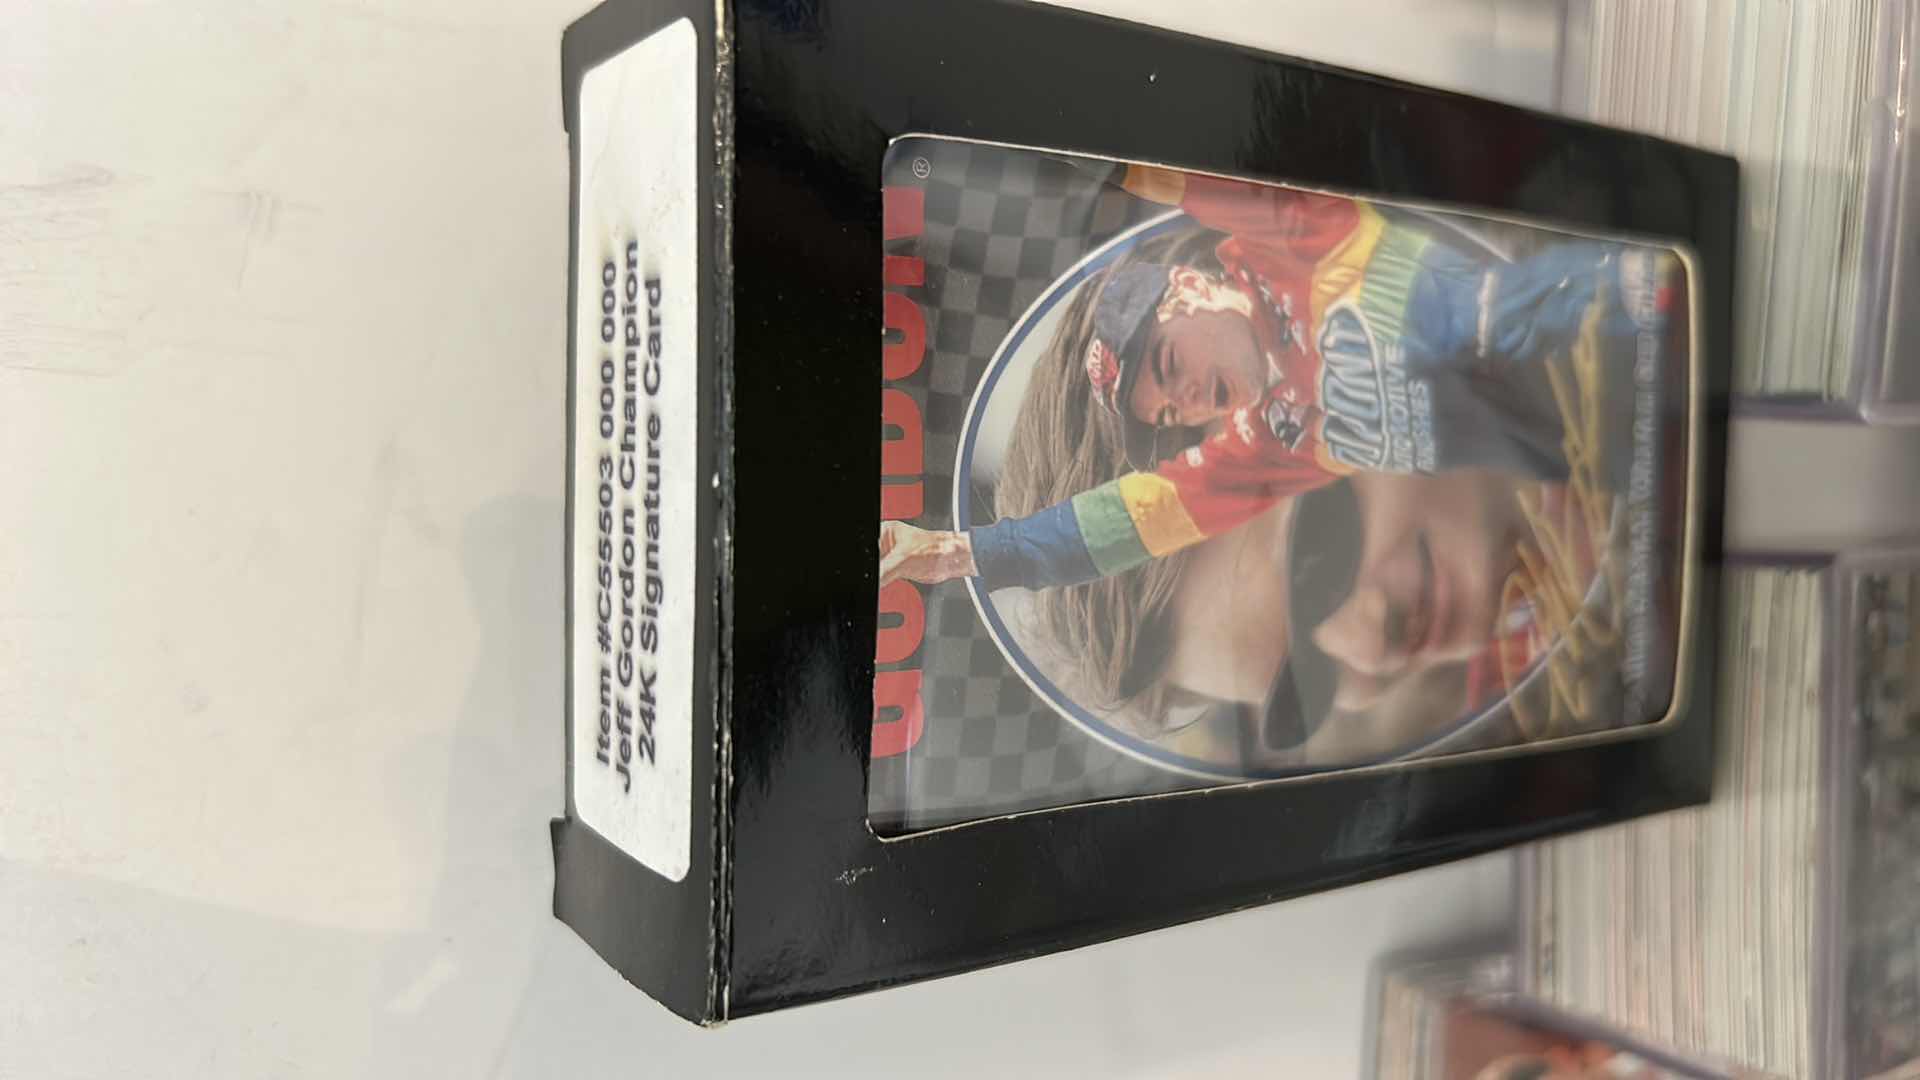 Item #C55503 000 000
Jeff Gordon Champion
24K Signature Card
GORDON®
DUPONT
AUTOMOTIVE
FINISHES